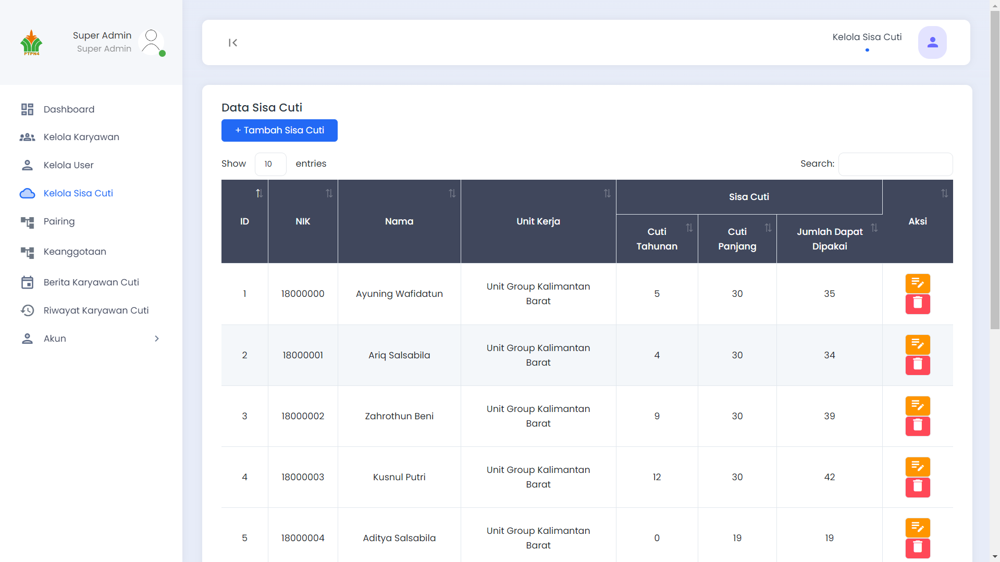 PTPN4
Super Admin
Super Admin
Dashboard
Kelola Karyawan
Kelola User
Kelola Sisa Cuti
Pairing
Keanggotaan
Berita Karyawan Cuti
Riwayat Karyawan Cuti
Akun
Kelola Sisa Cuti
Data Sisa Cuti
+ Tambah Sisa Cuti
Show 10 entries
Search:
ID NIK Nama Unit Kerja Sisa Cuti Aksi
Cuti Tahunan Cuti Panjang Jumlah Dapat Dipakai
1 18000000 Ayuning Wafidatun Unit Group Kalimantan Barat 5 30 35
2 18000001 Ariq Salsabila Unit Group Kalimantan Barat 4 30 34
3 18000002 Zahrothun Beni Unit Group Kalimantan Barat 9 30 39
4 18000003 Kusnul Putri Unit Group Kalimantan Barat 12 30 42
5 18000004 Aditya Salsabila Unit Group Kalimantan Barat 0 19 19